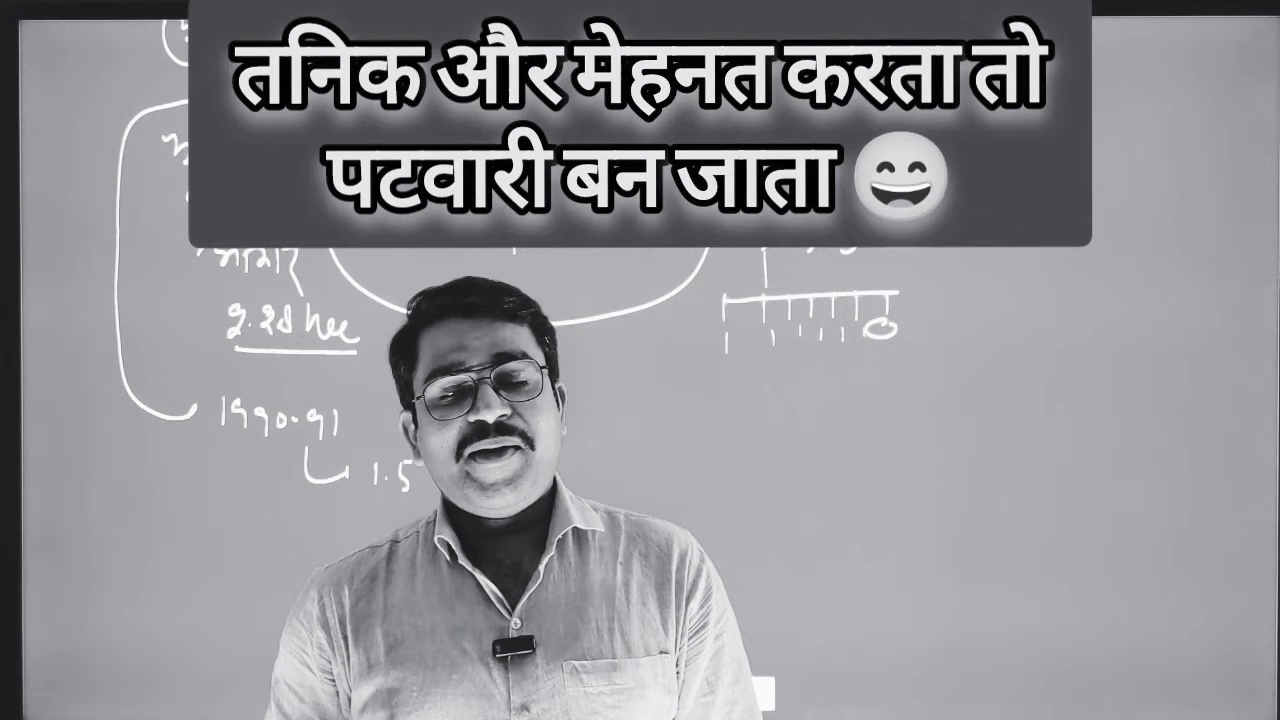 तनिक और मेहनत करता तो
पटवारी बन जाता 😄
2.28 hec
1990-91
1.5